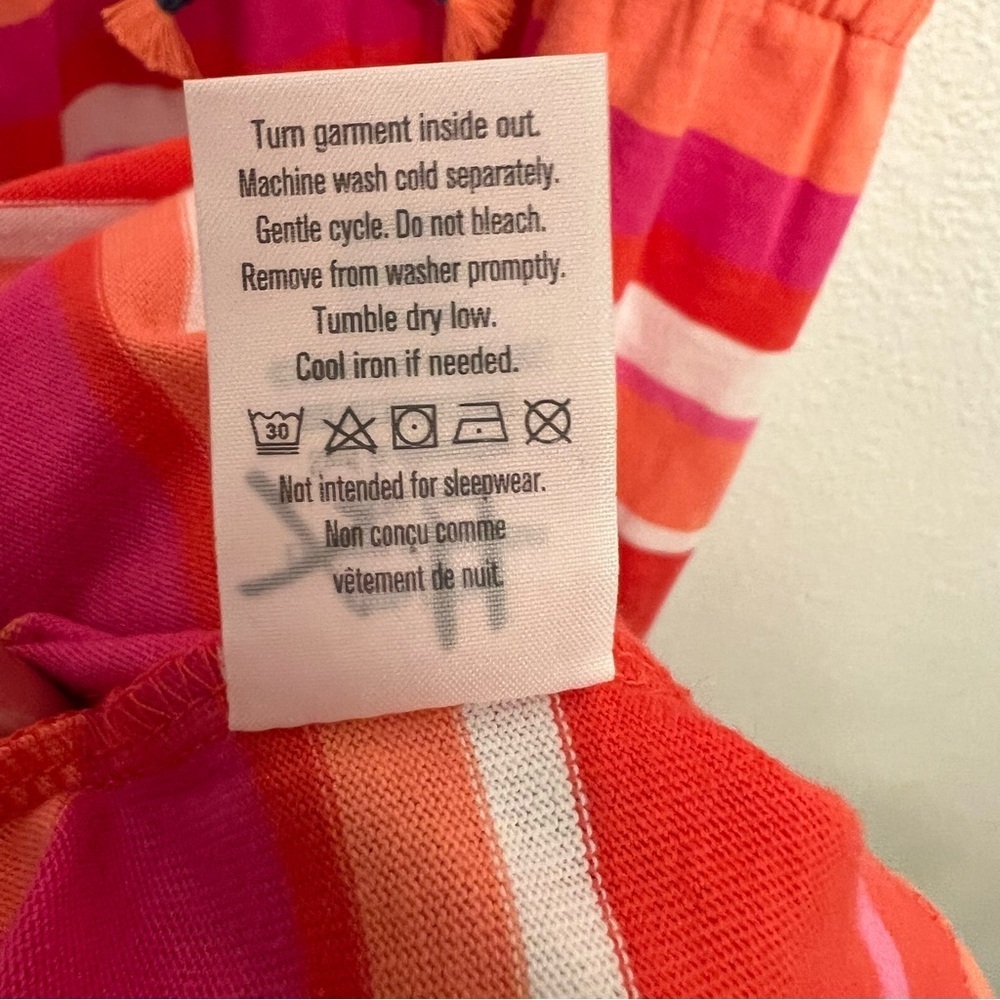 Turn garment inside out.
Machine wash cold separately.
Gentle cycle. Do not bleach.
Remove from washer promptly.
Tumble dry low.
Cool iron if needed.
30
Not intended for sleepwear.
Non conçu comme
vêtement de nuit.